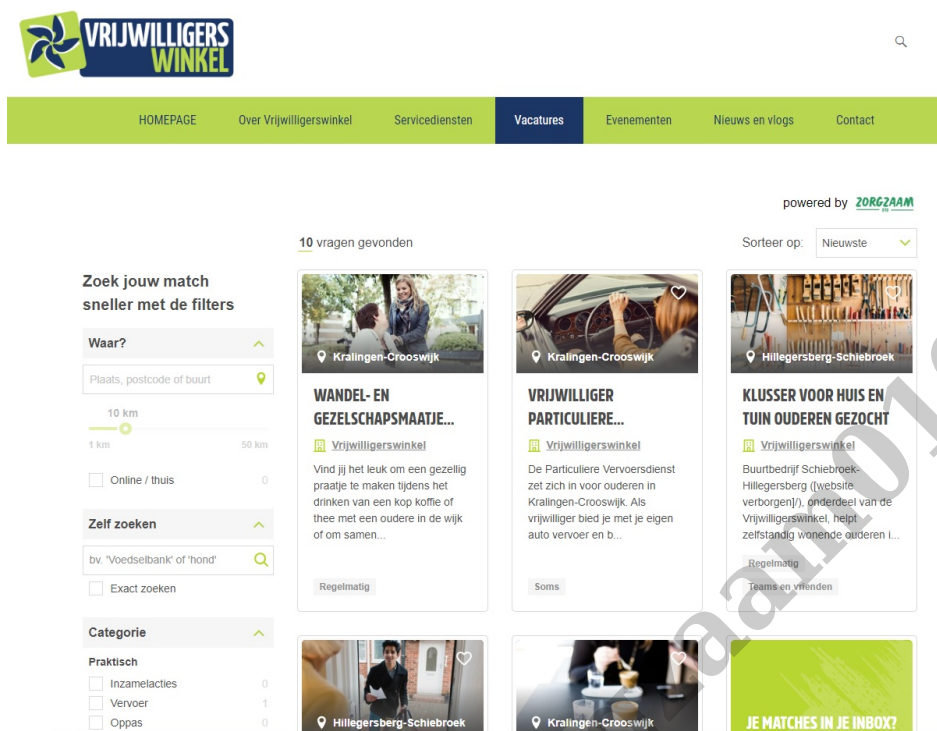 VRIJWILLIGERS
WINKEL
HOMEPAGE Over Vrijwilligerswinkel Servicediensten Vacatures Evenementen Nieuws en vlogs Contact
powered by ZORGZAAM
10 vragen gevonden
Sorteer op: Nieuwste
Zoek jouw match
sneller met de filters
Waar?
Plaats, postcode of buurt
10 km
1 km 50 km
Online / thuis 0
Zelf zoeken
bv. 'Voedselbank' of 'hond'
Exact zoeken
Categorie
Praktisch
Inzamelacties 0
Vervoer 1
Oppas 0
Kralingen-Crooswijk
WANDEL- EN
GEZELSCHAPSMAATJE...
Vrijwilligerswinkel
Vind jij het leuk om een gezellig
praatje te maken tijdens het
drinken van een kop koffie of
thee met een oudere in de wijk
of om samen...
Regelmatig
Kralingen-Crooswijk
VRIJWILLIGER
PARTICULIERE...
Vrijwilligerswinkel
De Particuliere Vervoersdienst
zet zich in voor ouderen in
Kralingen-Crooswijk. Als
vrijwilliger bied je met je eigen
auto vervoer en b...
Soms
Hillegersberg-Schiebroek
KLUSSER VOOR HUIS EN
TUIN OUDEREN GEZOCHT
Vrijwilligerswinkel
Buurtbedrijf Schiebroek-
Hillegersberg ([website
verborgen]/), onderdeel van de
Vrijwilligerswinkel, helpt
zelfstandig wonende ouderen i...
Regelmatig
Teams en vrienden
Hillegersberg-Schiebroek
Kralingen-Crooswijk
JE MATCHES IN JE INBOX?